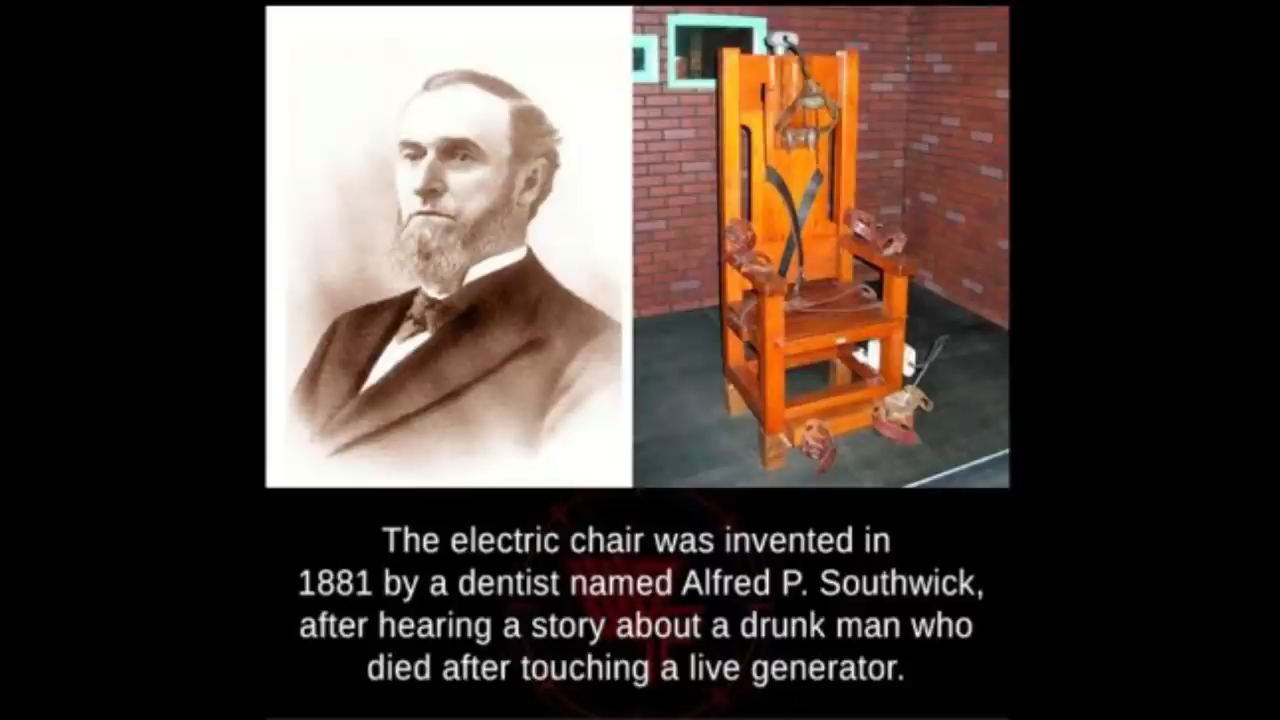 The electric chair was invented in
1881 by a dentist named Alfred P. Southwick,
after hearing a story about a drunk man who
died after touching a live generator.